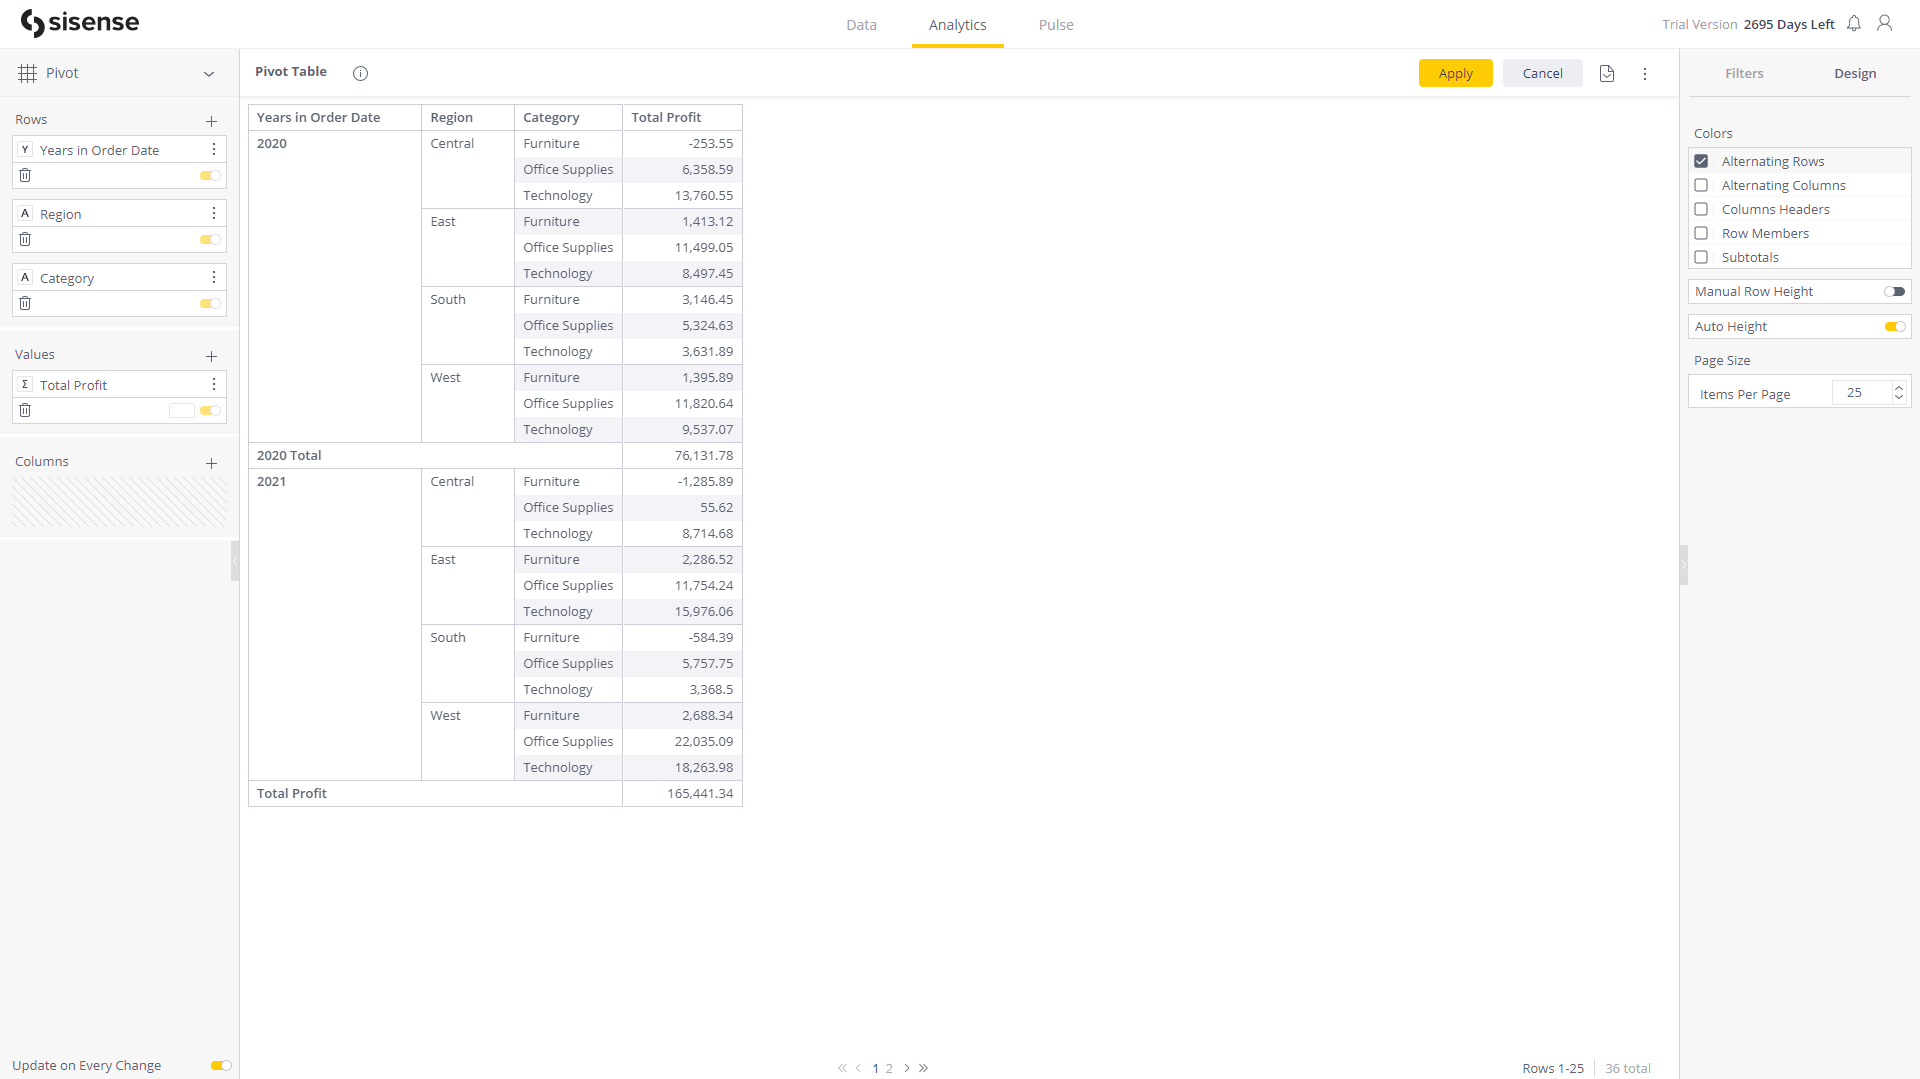 sisense
Data
Analytics
Pulse
Trial Version 2695 Days Left
Pivot
Pivot Table
Apply
Cancel
Filters
Design
Rows
Y Years in Order Date
A Region
A Category
Values
Σ Total Profit
Columns
Update on Every Change
Years in Order Date Region Category Total Profit
2020 Central Furniture -253.55
Office Supplies 6,358.59
Technology 13,760.55
East Furniture 1,413.12
Office Supplies 11,499.05
Technology 8,497.45
South Furniture 3,146.45
Office Supplies 5,324.63
Technology 3,631.89
West Furniture 1,395.89
Office Supplies 11,820.64
Technology 9,537.07
2020 Total 76,131.78
2021 Central Furniture -1,285.89
Office Supplies 55.62
Technology 8,714.68
East Furniture 2,286.52
Office Supplies 11,754.24
Technology 15,976.06
South Furniture -584.39
Office Supplies 5,757.75
Technology 3,368.5
West Furniture 2,688.34
Office Supplies 22,035.09
Technology 18,263.98
Total Profit 165,441.34
1 2
Rows 1-25 36 total
Colors
Alternating Rows
Alternating Columns
Columns Headers
Row Members
Subtotals
Manual Row Height
Auto Height
Page Size
Items Per Page 25